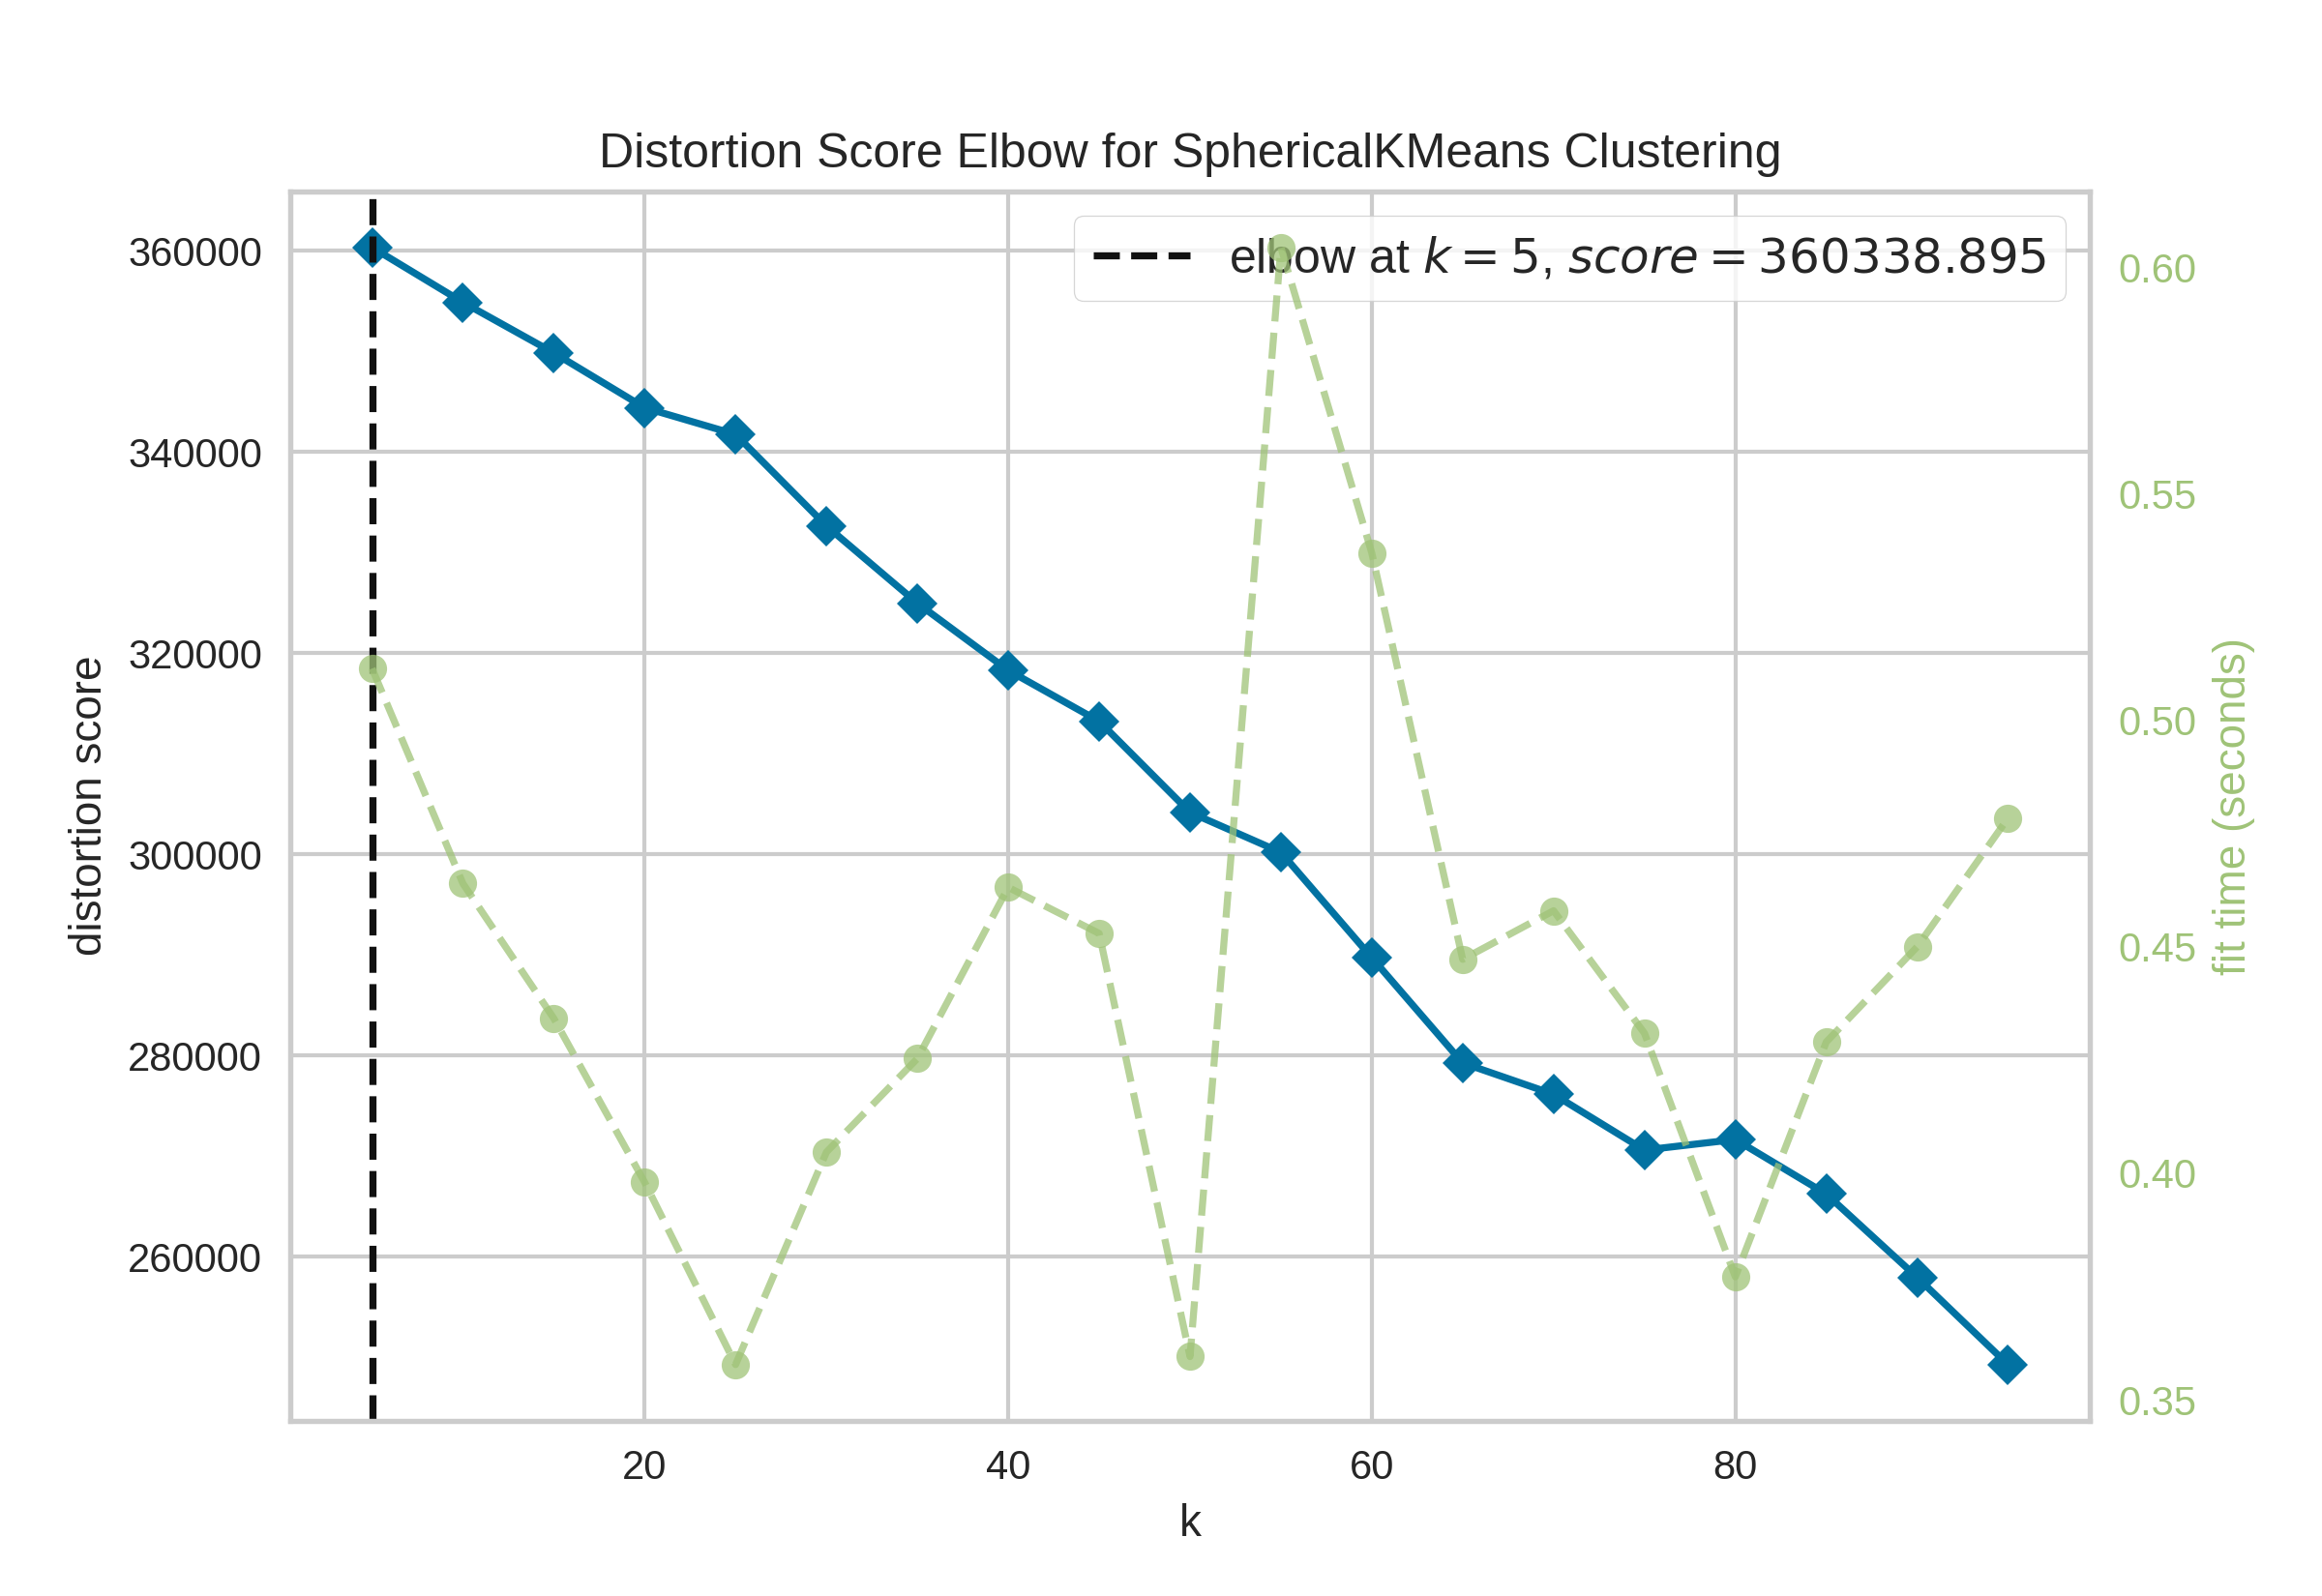 Distortion Score Elbow for SphericalKMeans Clustering
elbow at k = 5, score = 360338.895
360000
340000
320000
300000
280000
260000
distortion score
0.60
0.55
0.50
0.45
0.40
0.35
fit time (seconds)
20 40 60 80
k